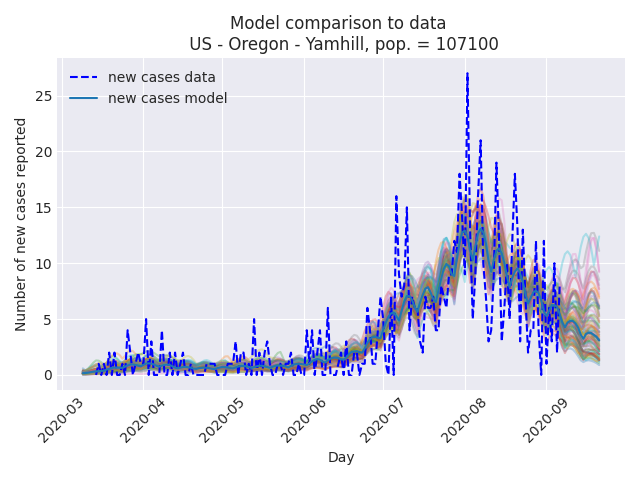 Model comparison to data
US - Oregon - Yamhill, pop. = 107100
new cases data
new cases model
Number of new cases reported
25
20
15
10
5
0
2020-03
2020-04
2020-05
2020-06
2020-07
2020-08
2020-09
Day